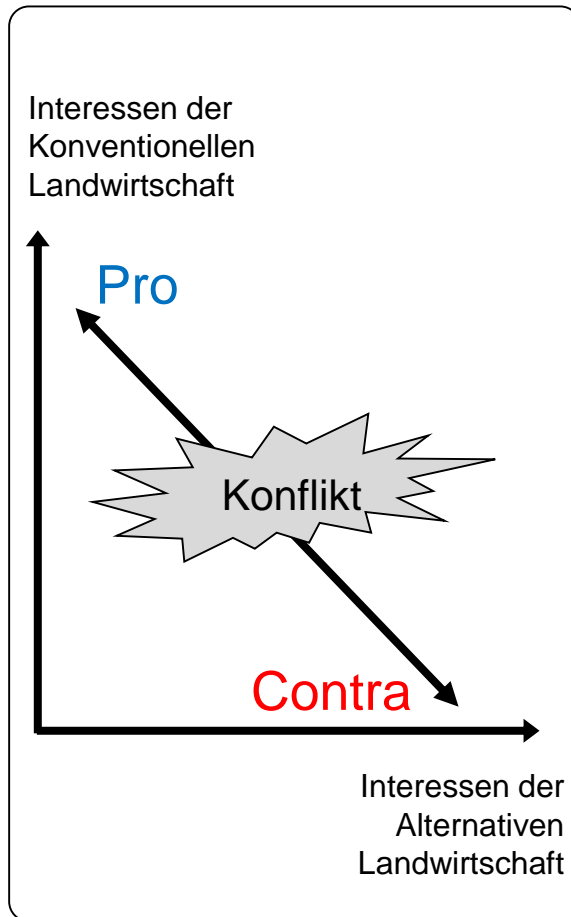 Interessen der
Konventionellen
Landwirtschaft
Pro
Konflikt
Contra
Interessen der
Alternativen
Landwirtschaft